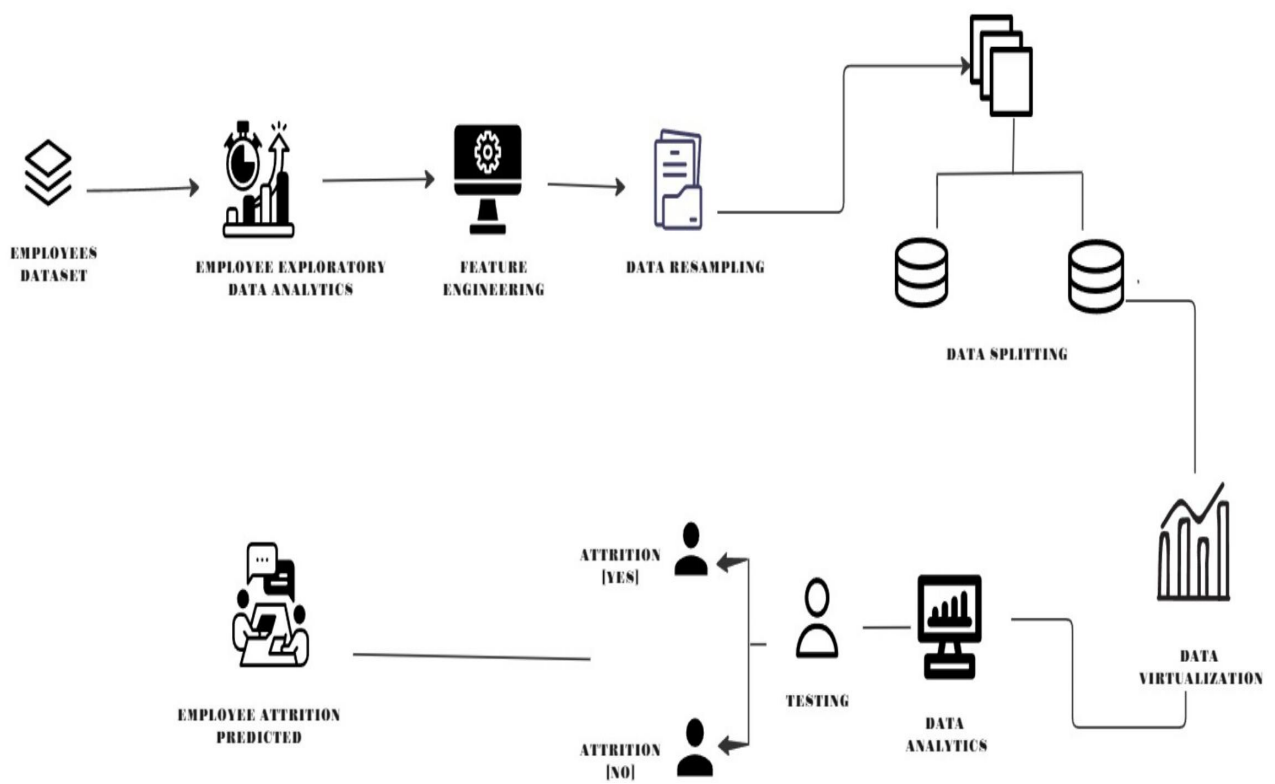 EMPLOYEES
DATASET
EMPLOYEE EXPLORATORY
DATA ANALYTICS
FEATURE
ENGINEERING
DATA RESAMPLING
DATA SPLITTING
DATA
VIRTUALIZATION
DATA
ANALYTICS
TESTING
ATTRITION
[YES]
ATTRITION
[NO]
EMPLOYEE ATTRITION
PREDICTED